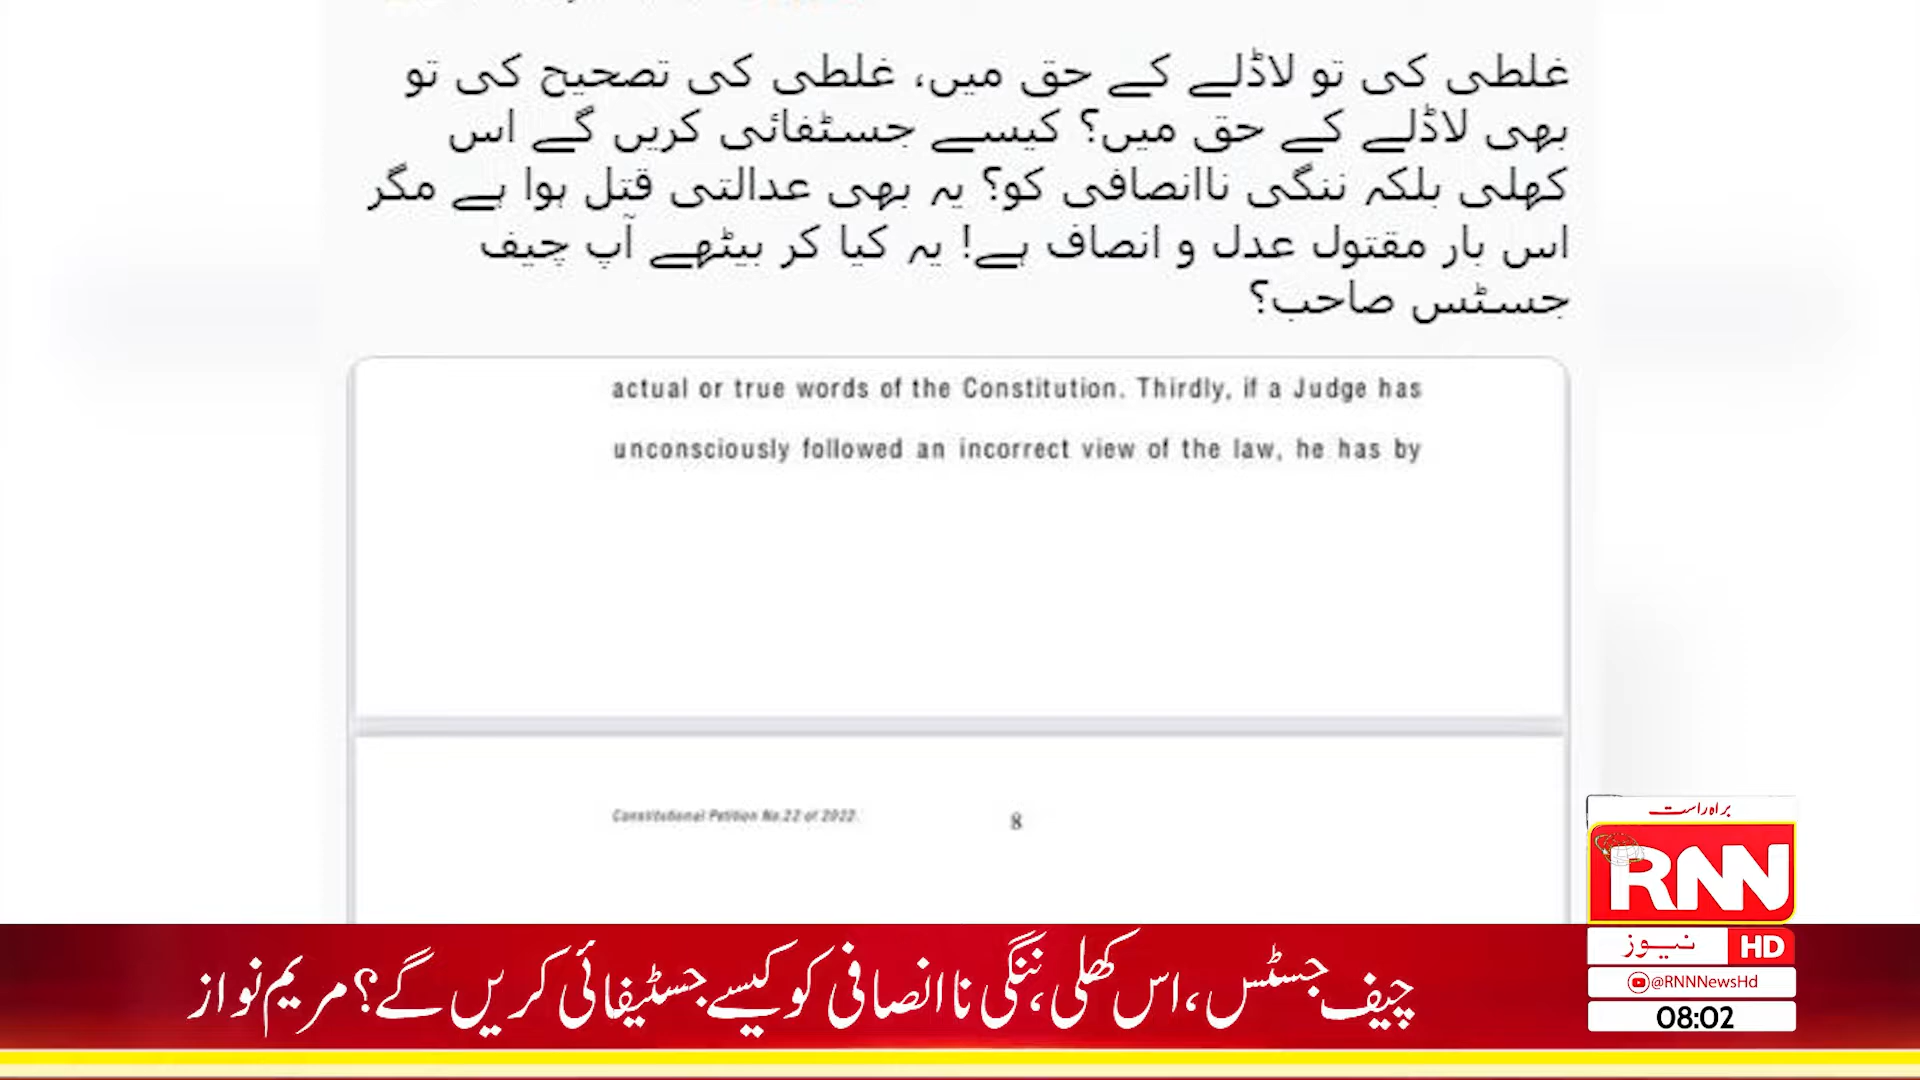 غلطی کی تو لاڈلے کے حق میں، غلطی کی تصحیح کی تو
بھی لاڈلے کے حق میں؟ کیسے جسٹفائی کریں گے اس
کھلی بلکہ ننگی ناانصافی کو؟ یہ بھی عدالتی قتل ہوا ہے مگر
اس بار مقتول عدل و انصاف ہے! یہ کیا کر بیٹھے آپ چیف
جسٹس صاحب؟
actual or true words of the Constitution. Thirdly, if a Judge has
unconsciously followed an incorrect view of the law, he has by
Constitutional Petition No.22 of 2022
8
براہ راست
RNN
نیوز HD
@RNNNewsHd
08:02
چیف جسٹس، اس کھلی، ننگی ناانصافی کو کیسے جسٹیفائی کریں گے؟ مریم نواز